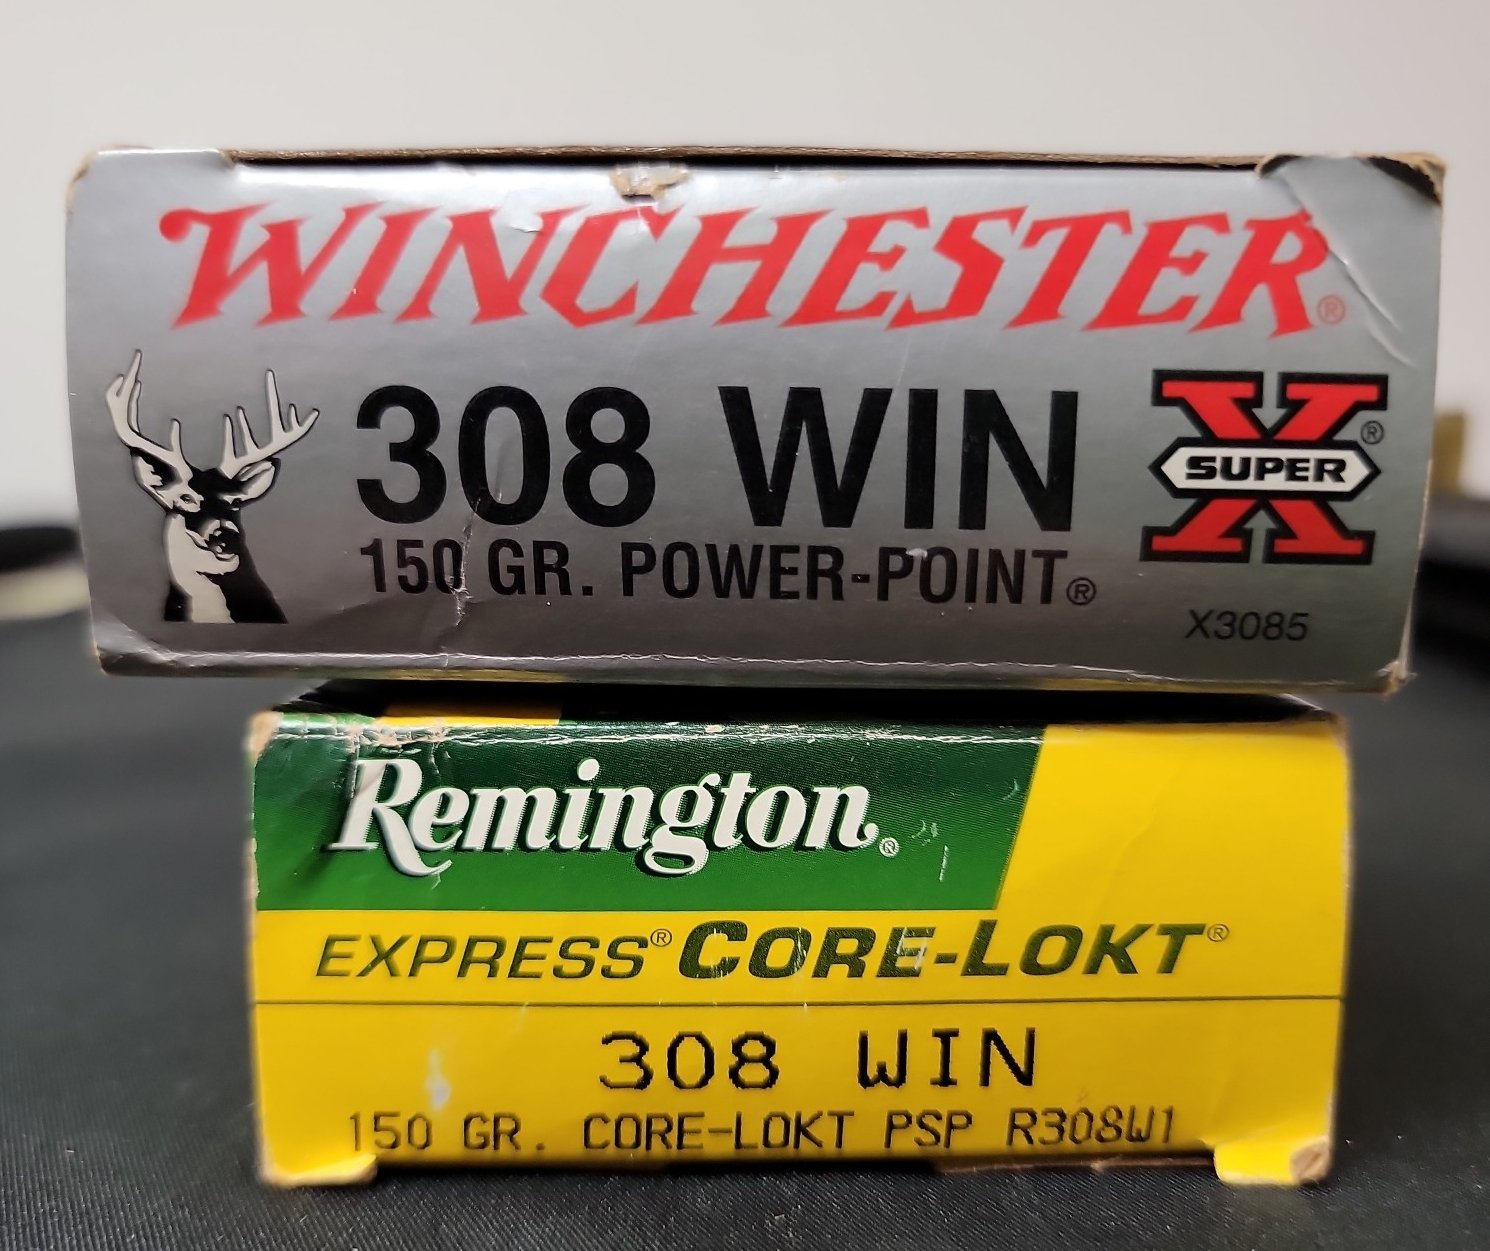 WINCHESTER®
308 WIN
150 GR. POWER-POINT®
X®
SUPER
X3085
Remington®
EXPRESS® CORE-LOKT®
308 WIN
150 GR. CORE-LOKT PSP R308W1